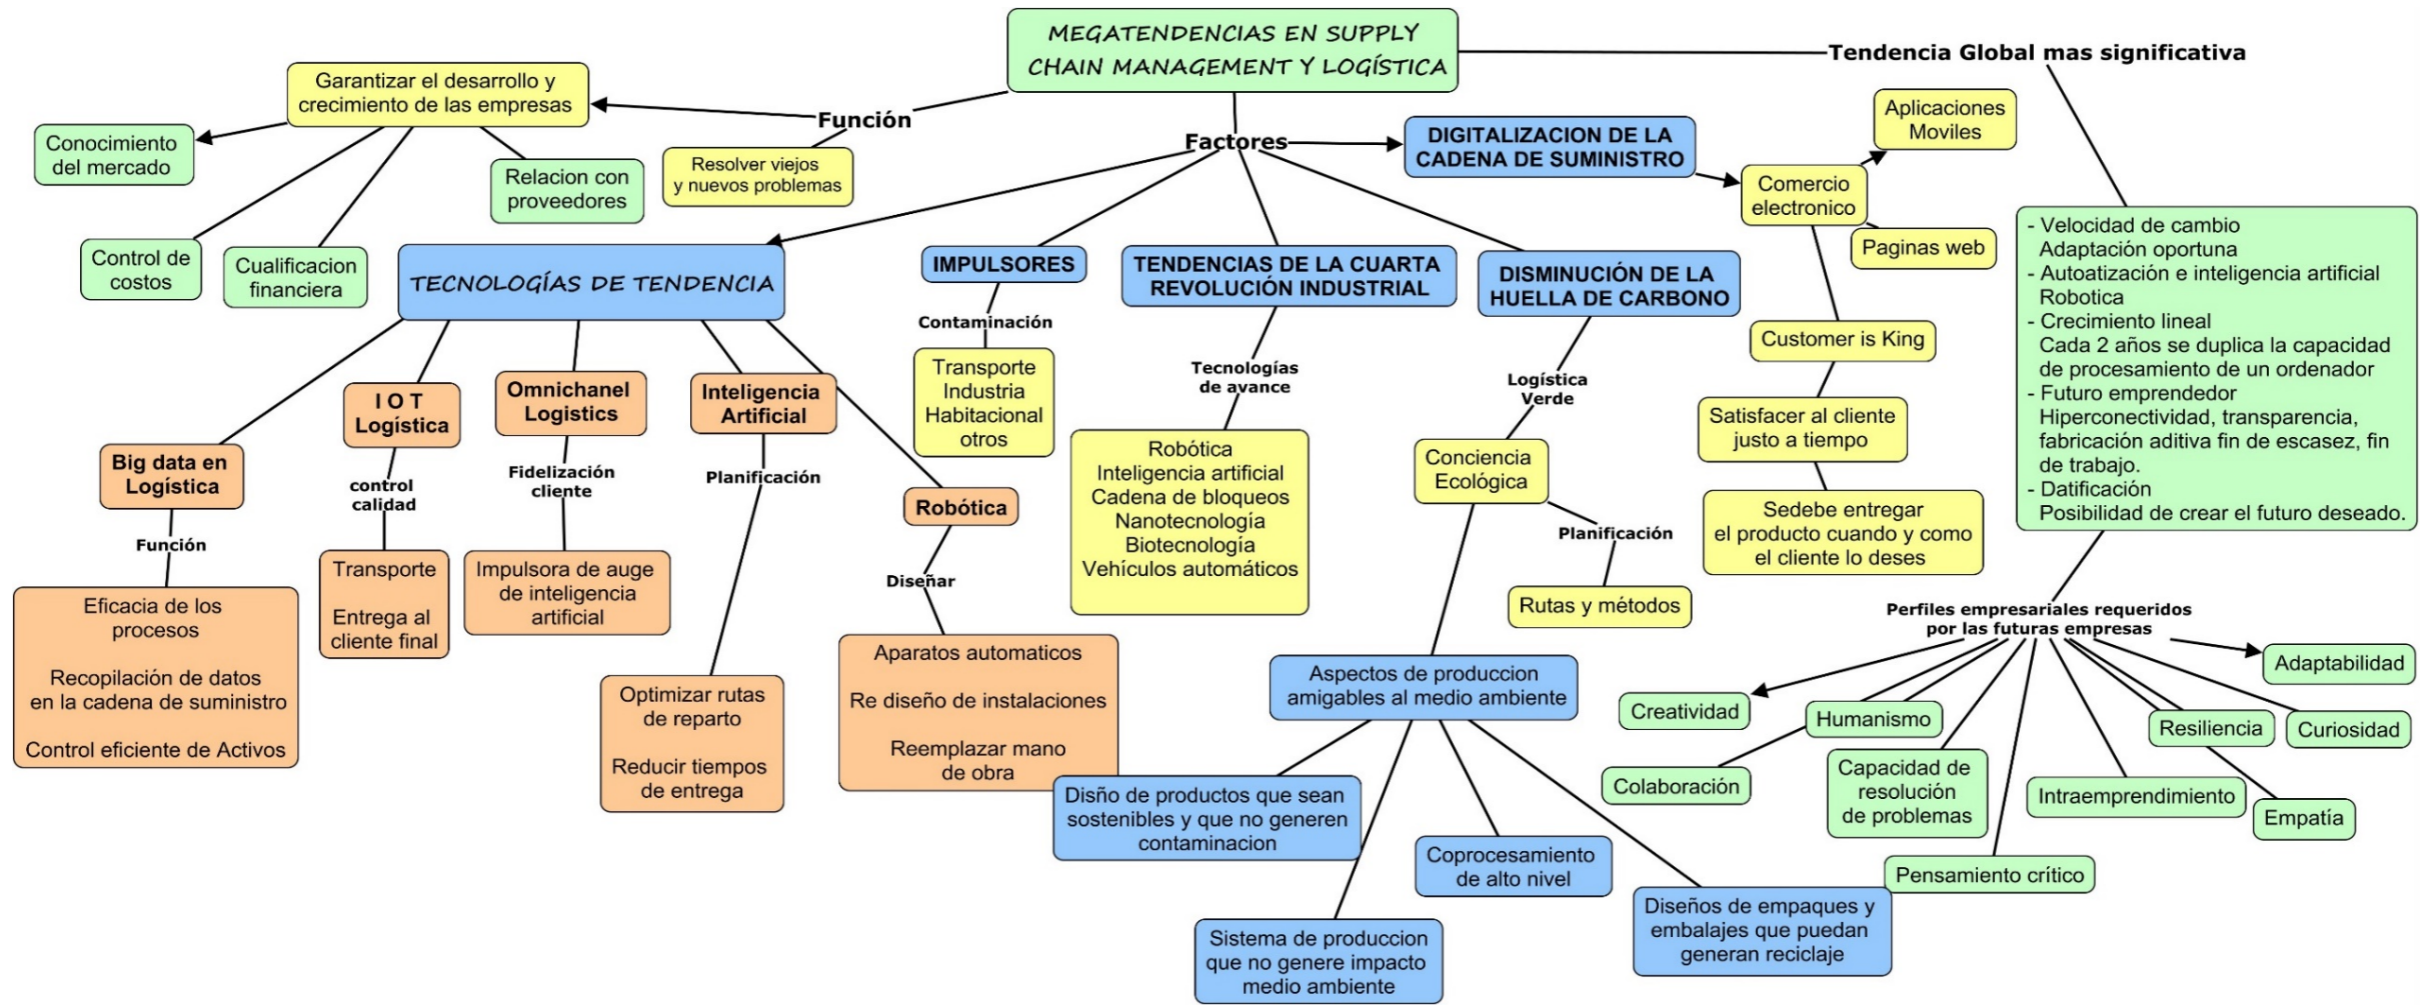 MEGATENDENCIAS EN SUPPLY
CHAIN MANAGEMENT Y LOGÍSTICA
Función
Garantizar el desarrollo y
crecimiento de las empresas
Conocimiento
del mercado
Control de
costos
Cualificacion
financiera
Relacion con
proveedores
Resolver viejos
y nuevos problemas
Factores
TECNOLOGÍAS DE TENDENCIA
Big data en
Logística
Función
Eficacia de los
procesos
Recopilación de datos
en la cadena de suministro
Control eficiente de Activos
I O T
Logística
control
calidad
Transporte
Entrega al
cliente final
Omnichanel
Logistics
Fidelización
cliente
Impulsora de auge
de inteligencia
artificial
Inteligencia
Artificial
Planificación
Optimizar rutas
de reparto
Reducir tiempos
de entrega
Robótica
Diseñar
Aparatos automaticos
Re diseño de instalaciones
Reemplazar mano
de obra
IMPULSORES
Contaminación
Transporte
Industria
Habitacional
otros
TENDENCIAS DE LA CUARTA
REVOLUCIÓN INDUSTRIAL
Tecnologías
de avance
Robótica
Inteligencia artificial
Cadena de bloqueos
Nanotecnología
Biotecnología
Vehículos automáticos
DISMINUCIÓN DE LA
HUELLA DE CARBONO
Logística
Verde
Conciencia
Ecológica
Planificación
Rutas y métodos
Aspectos de produccion
amigables al medio ambiente
Disño de productos que sean
sostenibles y que no generen
contaminacion
Sistema de produccion
que no genere impacto
medio ambiente
Coprocesamiento
de alto nivel
Diseños de empaques y
embalajes que puedan
generan reciclaje
DIGITALIZACION DE LA
CADENA DE SUMINISTRO
Comercio
electronico
Aplicaciones
Moviles
Paginas web
Customer is King
Satisfacer al cliente
justo a tiempo
Sedebe entregar
el producto cuando y como
el cliente lo deses
Tendencia Global mas significativa
- Velocidad de cambio
Adaptación oportuna
- Autoatización e inteligencia artificial
Robotica
- Crecimiento lineal
Cada 2 años se duplica la capacidad
de procesamiento de un ordenador
- Futuro emprendedor
Hiperconectividad, transparencia,
fabricación aditiva fin de escasez, fin
de trabajo.
- Datificación
Posibilidad de crear el futuro deseado.
Perfiles empresariales requeridos
por las futuras empresas
Creatividad
Colaboración
Humanismo
Capacidad de
resolución
de problemas
Pensamiento crítico
Intraemprendimiento
Resiliencia
Empatía
Curiosidad
Adaptabilidad